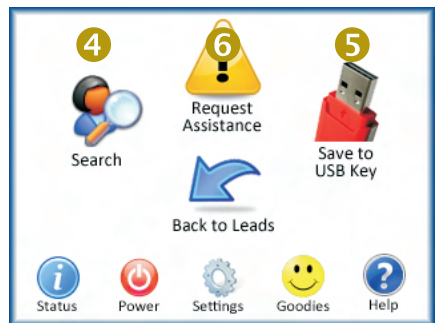 4
6
5
Request
Assistance
Search
Save to
USB Key
Back to Leads
i
Status
Power
Settings
Goodies
?
Help